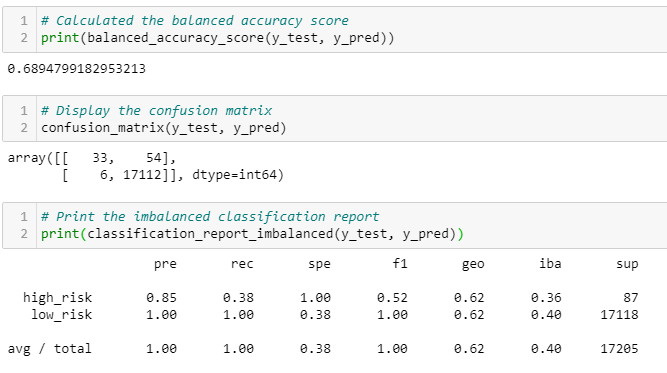 1 # Calculated the balanced accuracy score
2 print(balanced_accuracy_score(y_test, y_pred))
0.6894799182953213
1 # Display the confusion matrix
2 confusion_matrix(y_test, y_pred)
array([[   33,    54],
       [    6, 17112]], dtype=int64)
1 # Print the imbalanced classification report
2 print(classification_report_imbalanced(y_test, y_pred))
pre rec spe f1 geo iba sup
high_risk 0.85 0.38 1.00 0.52 0.62 0.36 87
low_risk 1.00 1.00 0.38 1.00 0.62 0.40 17118
avg / total 1.00 1.00 0.38 1.00 0.62 0.40 17205